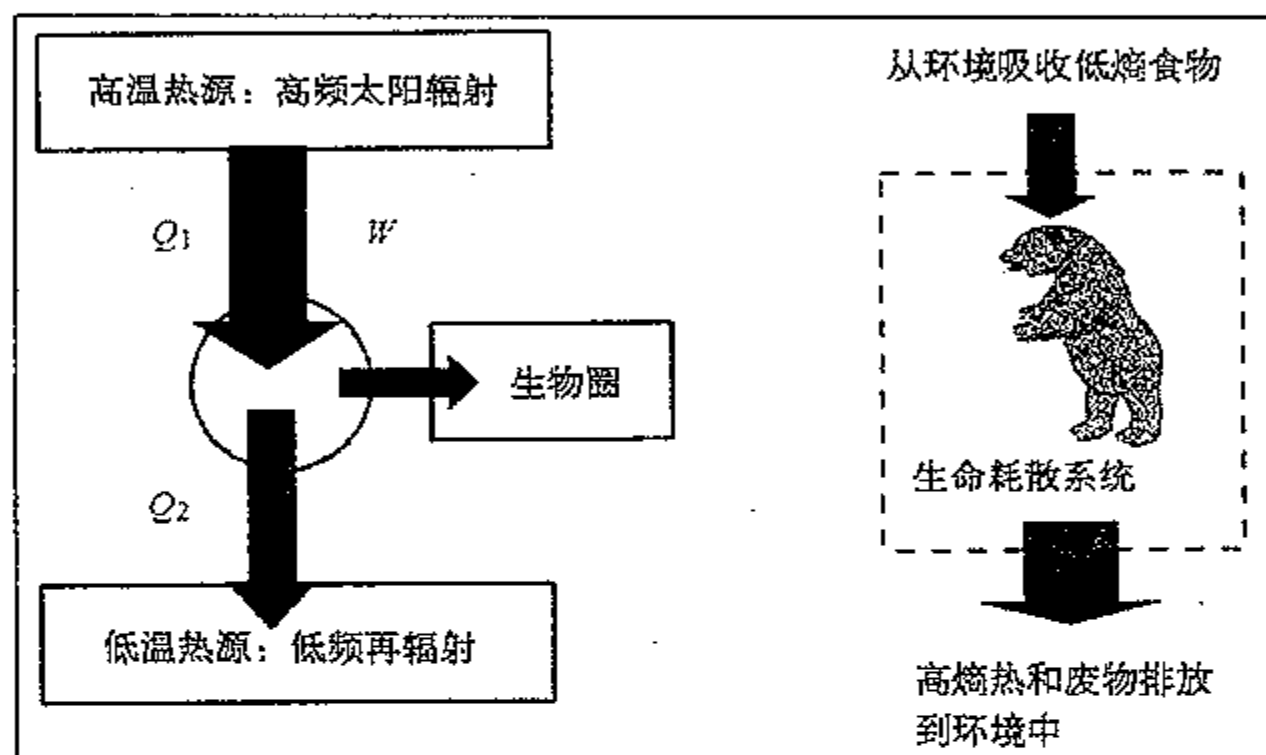 高温热源：高频太阳辐射
Q1
W
生物圈
Q2
低温热源：低频再辐射
从环境吸收低熵食物
生命耗散系统
高熵热和废物排放
到环境中